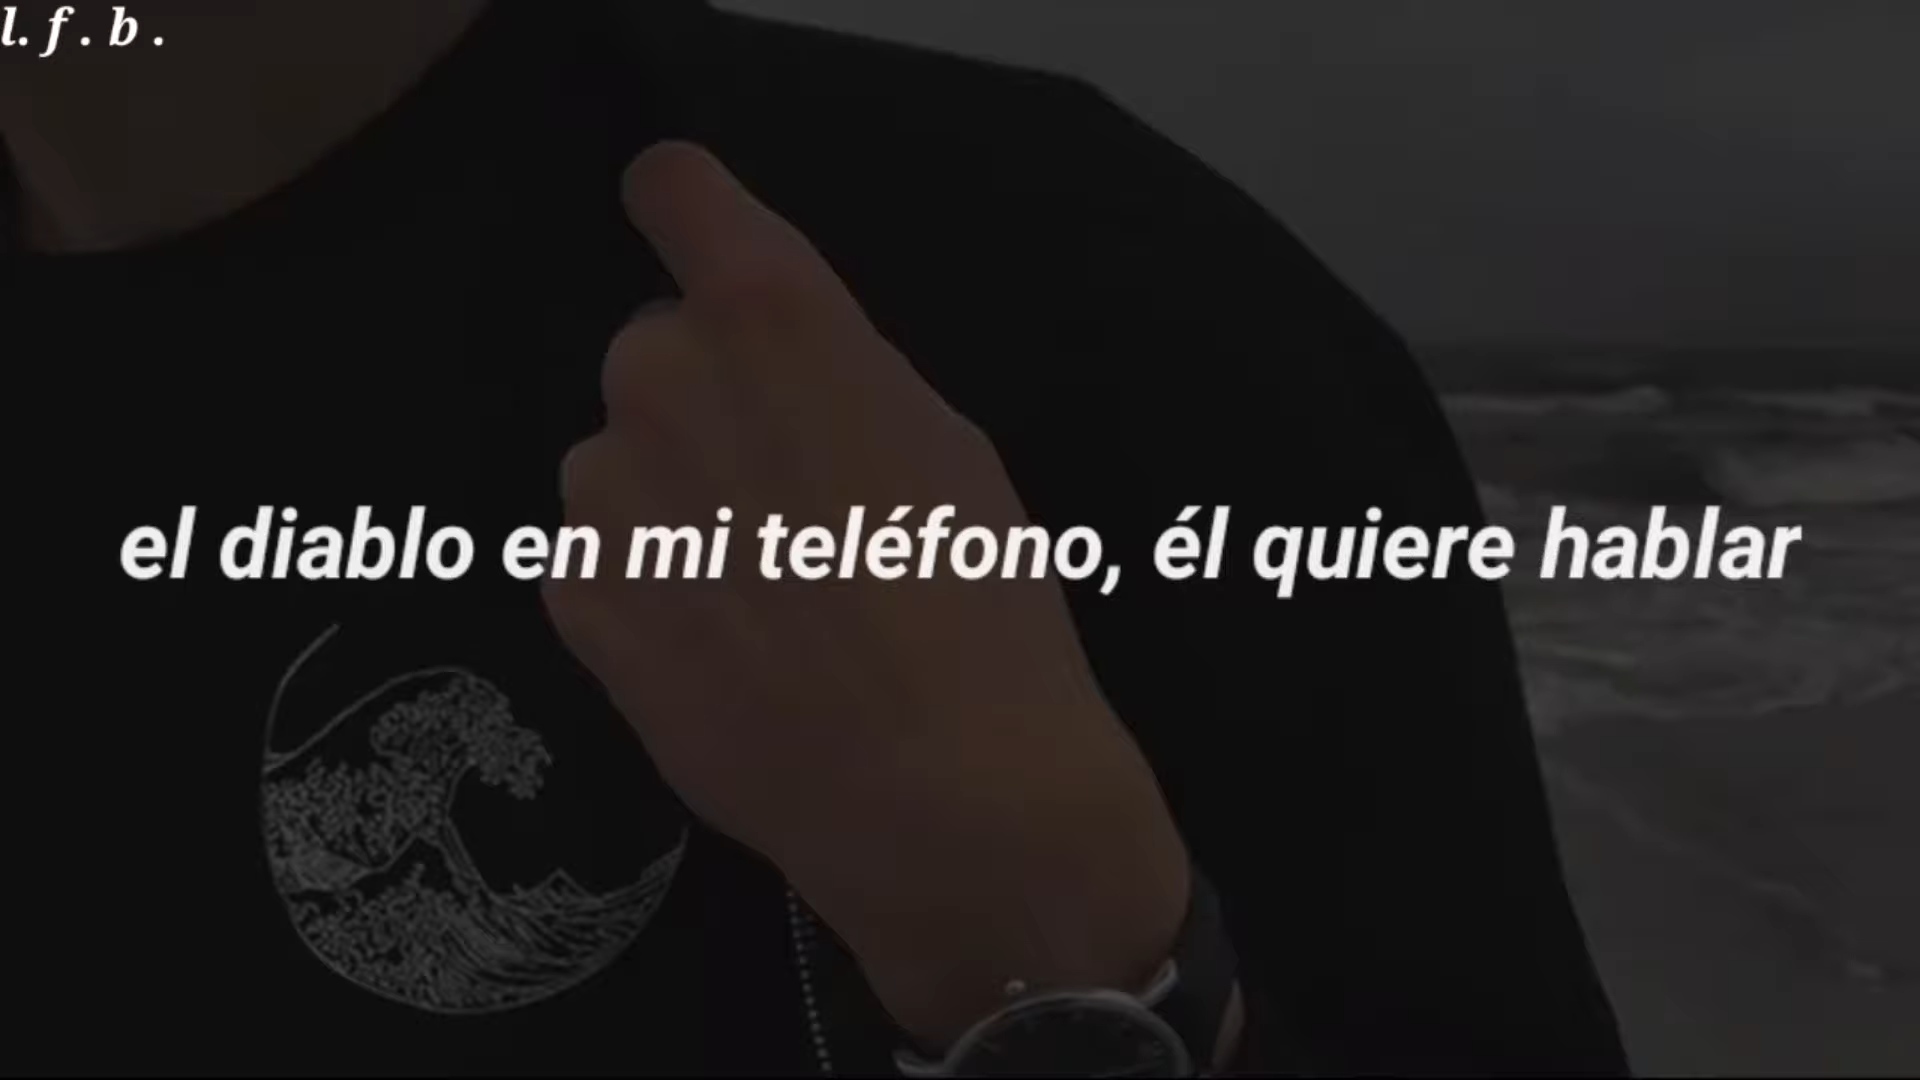 l. f . b .
el diablo en mi teléfono, él quiere hablar